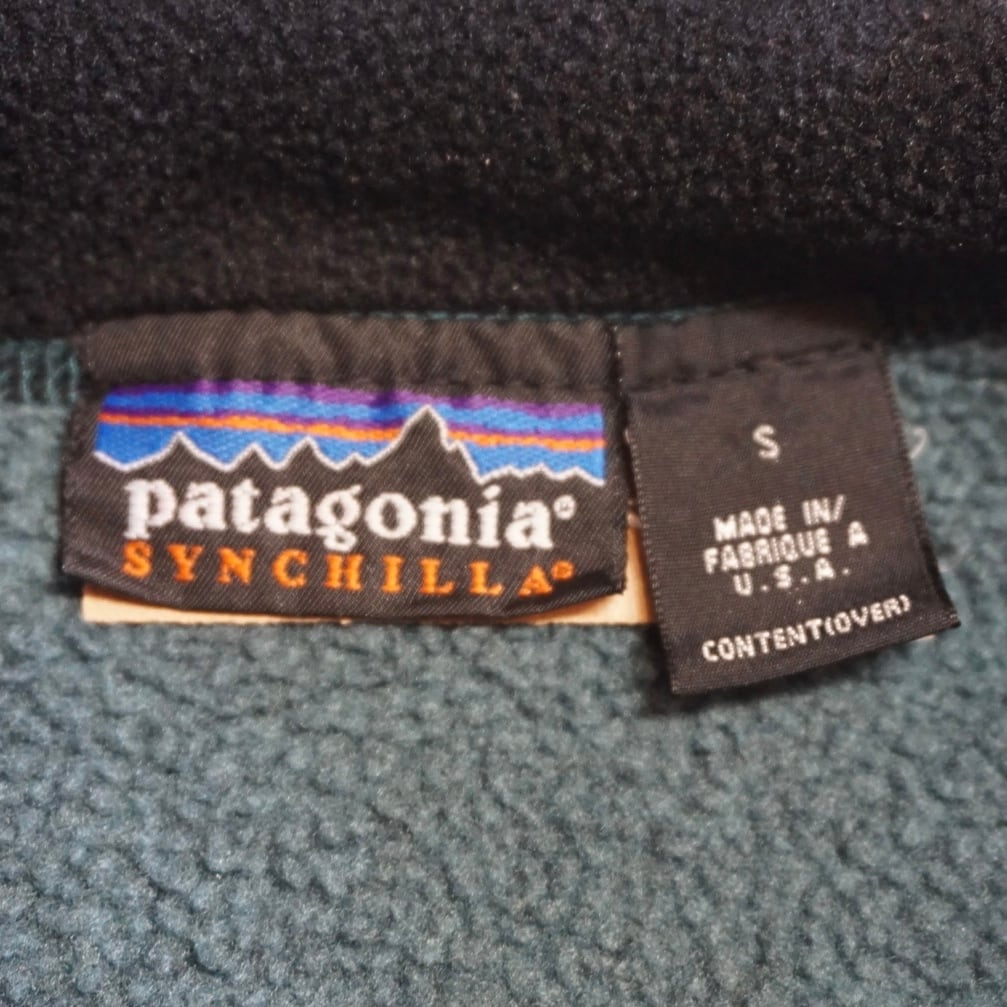 patagonia®
SYNCHILLA®
S
MADE IN/
FABRIQUE A
U.S.A.
CONTENT(OVER)